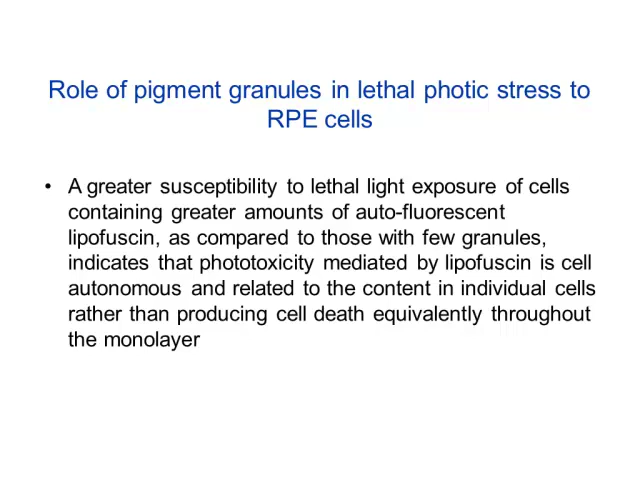 Role of pigment granules in lethal photic stress to
RPE cells
• A greater susceptibility to lethal light exposure of cells
containing greater amounts of auto-fluorescent
lipofuscin, as compared to those with few granules,
indicates that phototoxicity mediated by lipofuscin is cell
autonomous and related to the content in individual cells
rather than producing cell death equivalently throughout
the monolayer